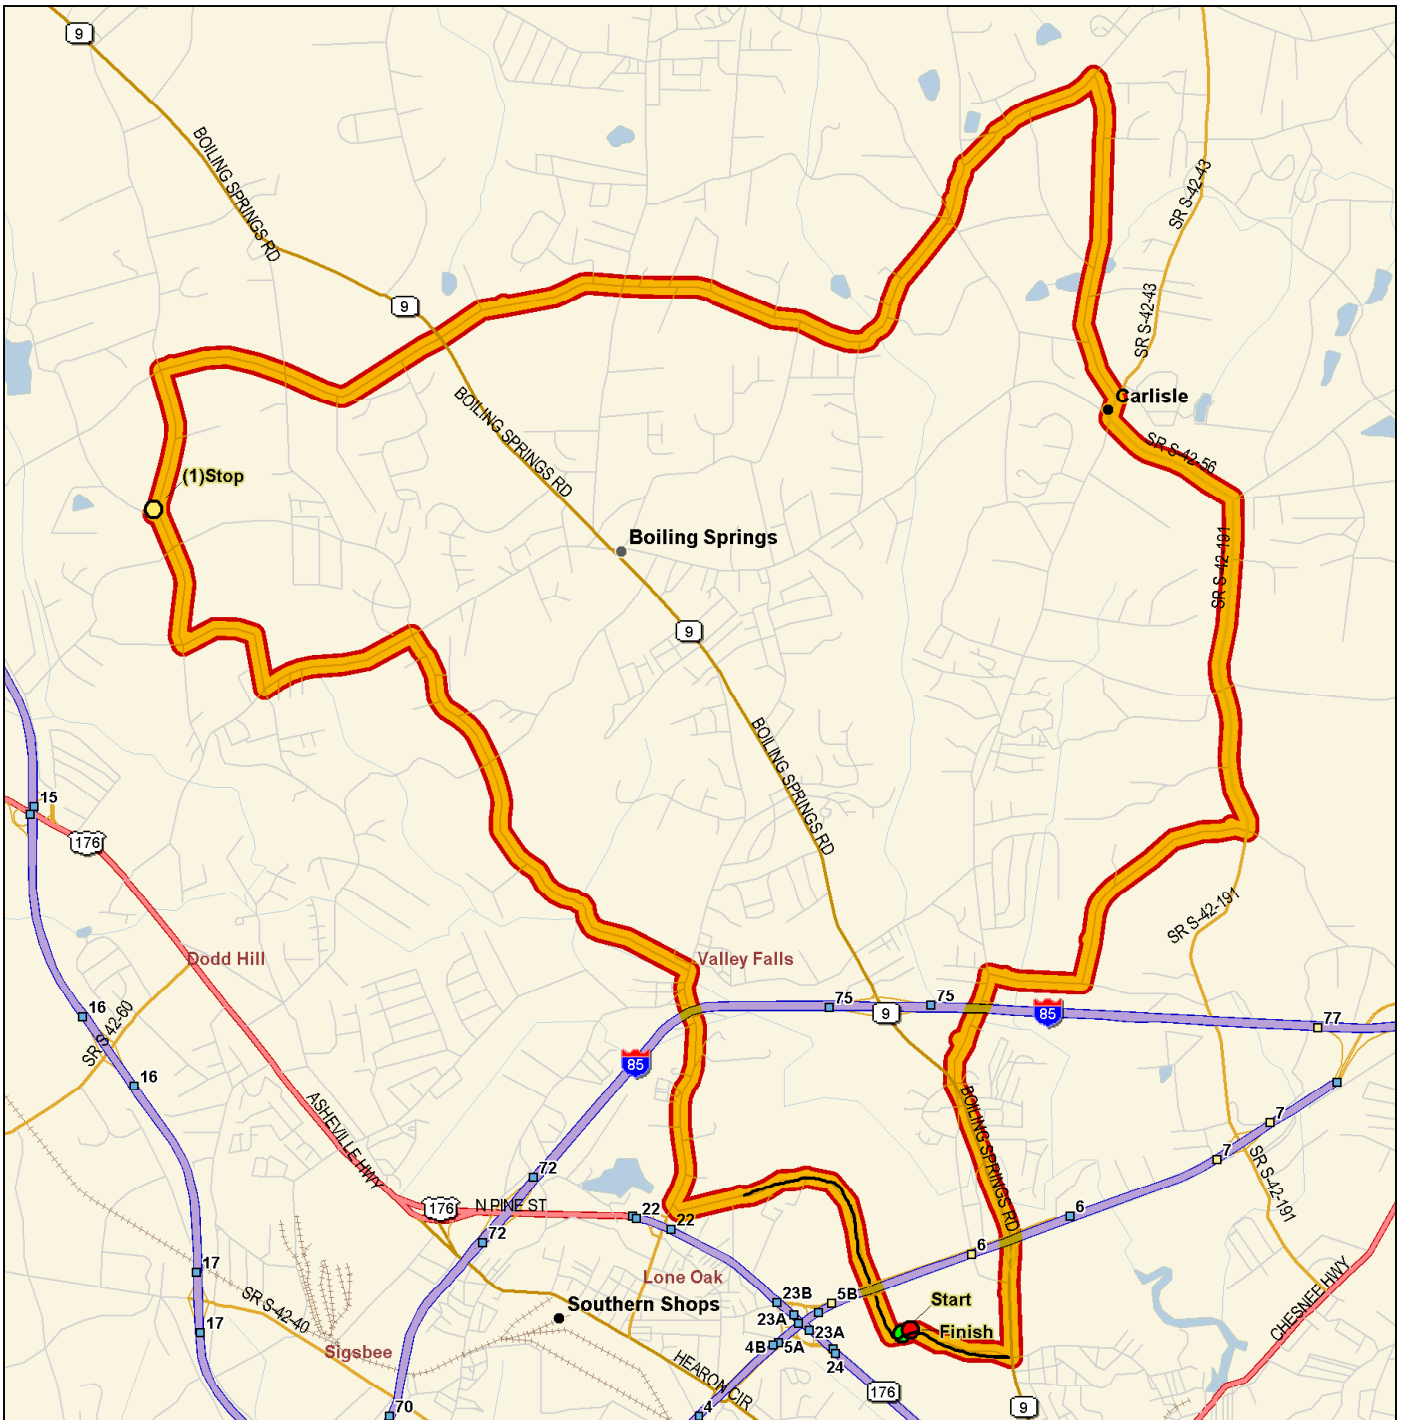 9
BOILING SPRINGS RD
SR S-42-43
9
SR S-42-43
Carlisle
BOILING SPRINGS RD
SR S-42-56
(1)Stop
Boiling Springs
SR S-42-191
9
BOILING SPRINGS RD
15
176
SR S-42-191
Dodd Hill
Valley Falls
75
75
9
85
77
16
SR S-42-60
85
16
ASHEVILLE HWY
BOILING SPRINGS RD
7
7
SR S-42-191
72
176
N PINE ST
22
22
6
72
6
17
Lone Oak
SR S-42-40
23B
5B
Start
Southern Shops
23A
23A
Finish
CHESNEE HWY
17
4B
5A
24
Sigsbee
HEARON CIR
176
70
4
9